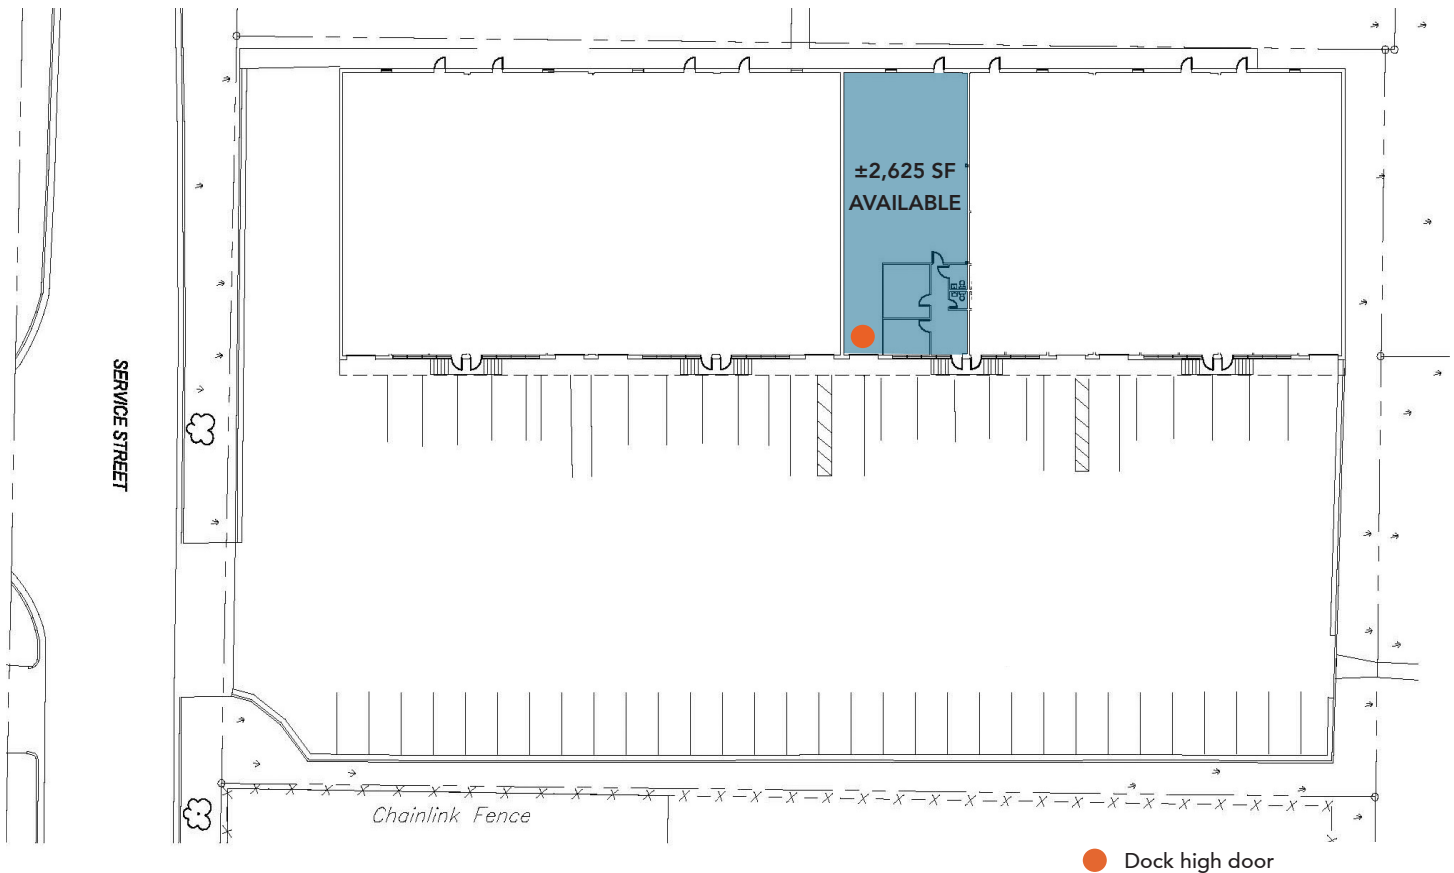 ±2,625 SF
AVAILABLE
SERVICE STREET
Chainlink Fence
Dock high door